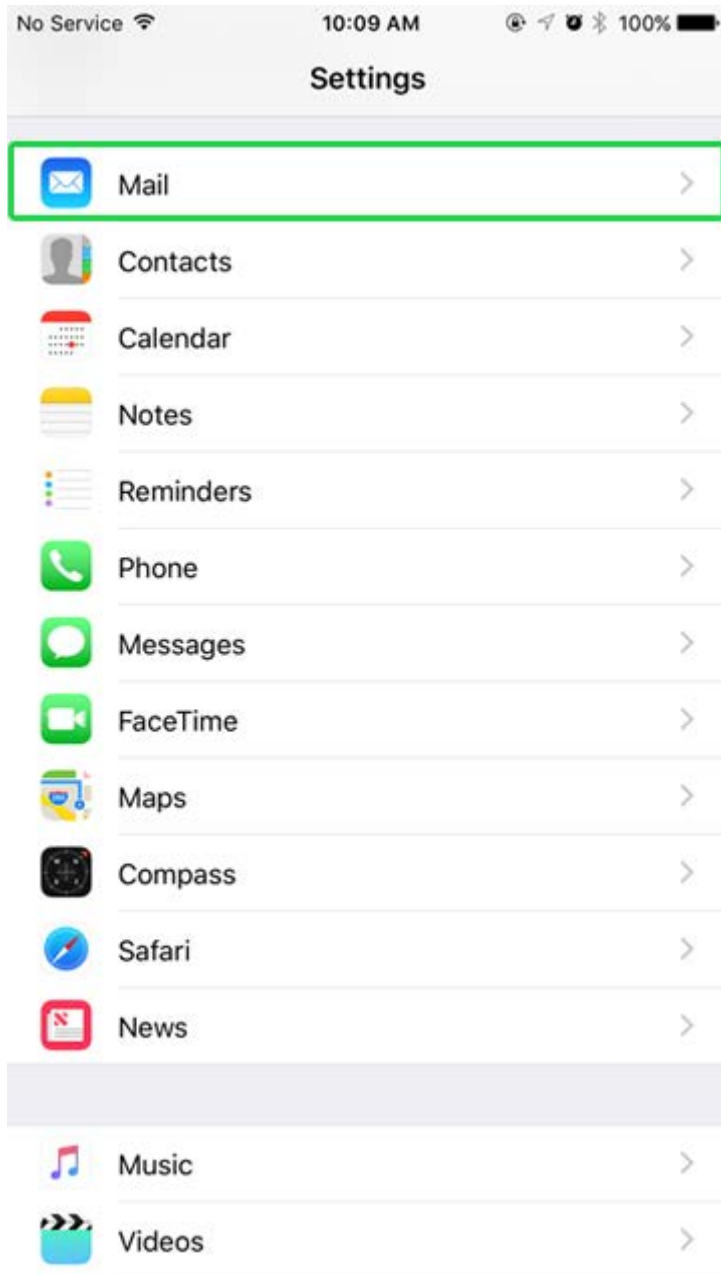 No Service 10:09 AM 100%
Settings
Mail
Contacts
Calendar
Notes
Reminders
Phone
Messages
FaceTime
Maps
Compass
Safari
News
Music
Videos